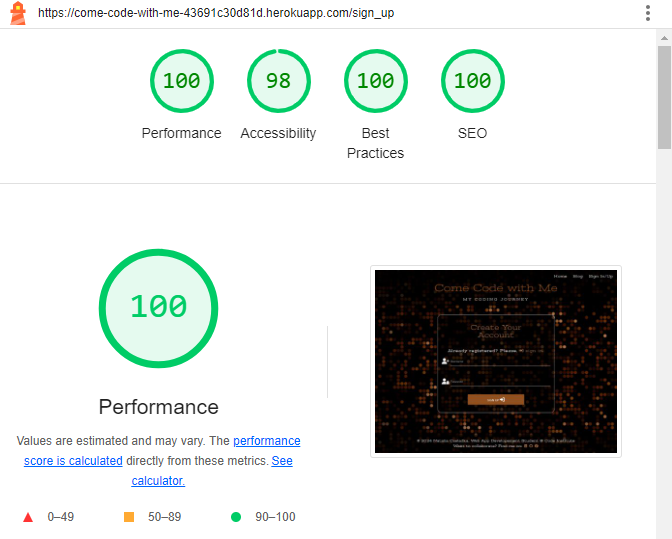 https://come-code-with-me-43691c30d81d.herokuapp.com/sign_up
100 98 100 100
Performance Accessibility Best Practices SEO
100
Performance
Values are estimated and may vary. The performance
score is calculated directly from these metrics. See
calculator.
0–49 50–89 90–100
Home Blog Sign In/Up
Come Code with Me
MY CODING JOURNEY
Create Your
Account
Already registered? Please